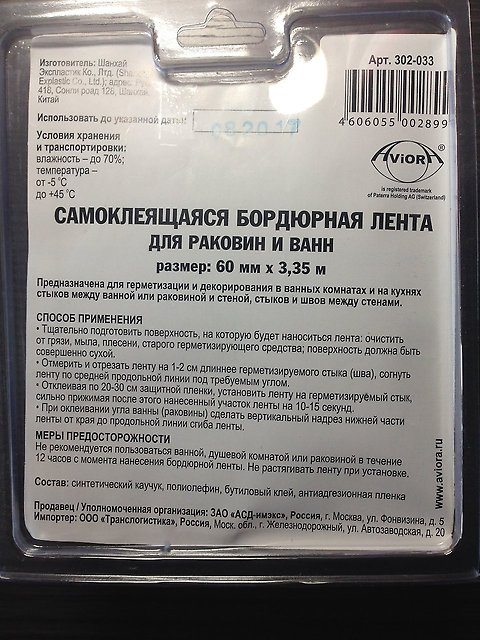 Изготовитель: Шанхай
Экспластик Ко., Лтд. (Sha
Explastic Co., Ltd.); адрес:
418, Сонпи роад 128, Шанхай,
Китай
Арт. 302-033
4606055 002899
Использовать до указанной даты:
08 2017
Условия хранения
и транспортировки:
влажность – до 70%;
температура –
от -5 °C
до +45 °C
AVIORA®
is registered trademark
of Paterra Holding AG (Switzerland)
САМОКЛЕЯЩАЯСЯ БОРДЮРНАЯ ЛЕНТА
ДЛЯ РАКОВИН И ВАНН
размер: 60 мм х 3,35 м
Предназначена для герметизации и декорирования в ванных комнатах и на кухнях
стыков между ванной или раковиной и стеной, стыков и швов между стенами.
СПОСОБ ПРИМЕНЕНИЯ
• Тщательно подготовить поверхность, на которую будет наноситься лента: очистить
от грязи, мыла, плесени, старого герметизирующего средства; поверхность должна быть
совершенно сухой.
• Отмерить и отрезать ленту на 1-2 см длиннее герметизируемого стыка (шва), согнуть
ленту по средней продольной линии под требуемым углом.
• Отклеивая по 20-30 см защитной пленки, установить ленту на герметизируемый стык,
сильно прижимая после этого нанесенный участок ленты на 10-15 секунд.
• При оклеивании угла ванны (раковины) сделать вертикальный надрез нижней части
ленты от края до продольной линии сгиба ленты.
МЕРЫ ПРЕДОСТОРОЖНОСТИ
Не рекомендуется пользоваться ванной, душевой комнатой или раковиной в течение
12 часов с момента нанесения бордюрной ленты. Не растягивать ленту при установке.
Состав: синтетический каучук, полиолефин, бутиловый клей, антиадгезионная пленка
www.aviora.ru
Продавец / Уполномоченная организация: ЗАО «АСД-имэкс», Россия, г. Москва, ул. Фонвизина, д. 5
Импортер: ООО «Транслогистика», Россия, Моск. обл., г. Железнодорожный, ул. Автозаводская, д. 20